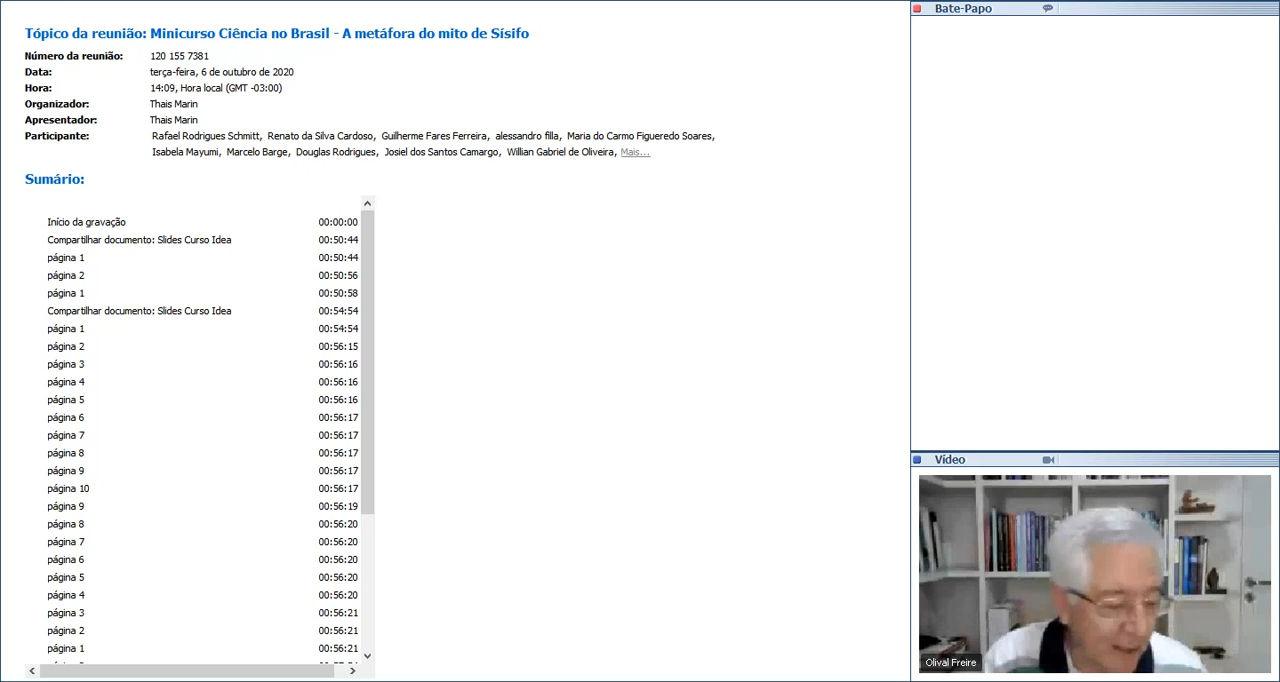 Tópico da reunião: Minicurso Ciência no Brasil - A metáfora do mito de Sísifo
Número da reunião: 120 155 7381
Data: terça-feira, 6 de outubro de 2020
Hora: 14:09, Hora local (GMT -03:00)
Organizador: Thais Marin
Apresentador: Thais Marin
Participante: Rafael Rodrigues Schmitt, Renato da Silva Cardoso, Guilherme Fares Ferreira, alessandro filla, Maria do Carmo Figueredo Soares,
Isabela Mayumi, Marcelo Barge, Douglas Rodrigues, Josiel dos Santos Camargo, Willian Gabriel de Oliveira, Mais...
Sumário:
Início da gravação 00:00:00
Compartilhar documento: Slides Curso Idea 00:50:44
página 1 00:50:44
página 2 00:50:56
página 1 00:50:58
Compartilhar documento: Slides Curso Idea 00:54:54
página 1 00:54:54
página 2 00:56:15
página 3 00:56:16
página 4 00:56:16
página 5 00:56:16
página 6 00:56:17
página 7 00:56:17
página 8 00:56:17
página 9 00:56:17
página 10 00:56:17
página 9 00:56:19
página 8 00:56:20
página 7 00:56:20
página 6 00:56:20
página 5 00:56:20
página 4 00:56:20
página 3 00:56:21
página 2 00:56:21
página 1 00:56:21
Bate-Papo
Vídeo
Olival Freire